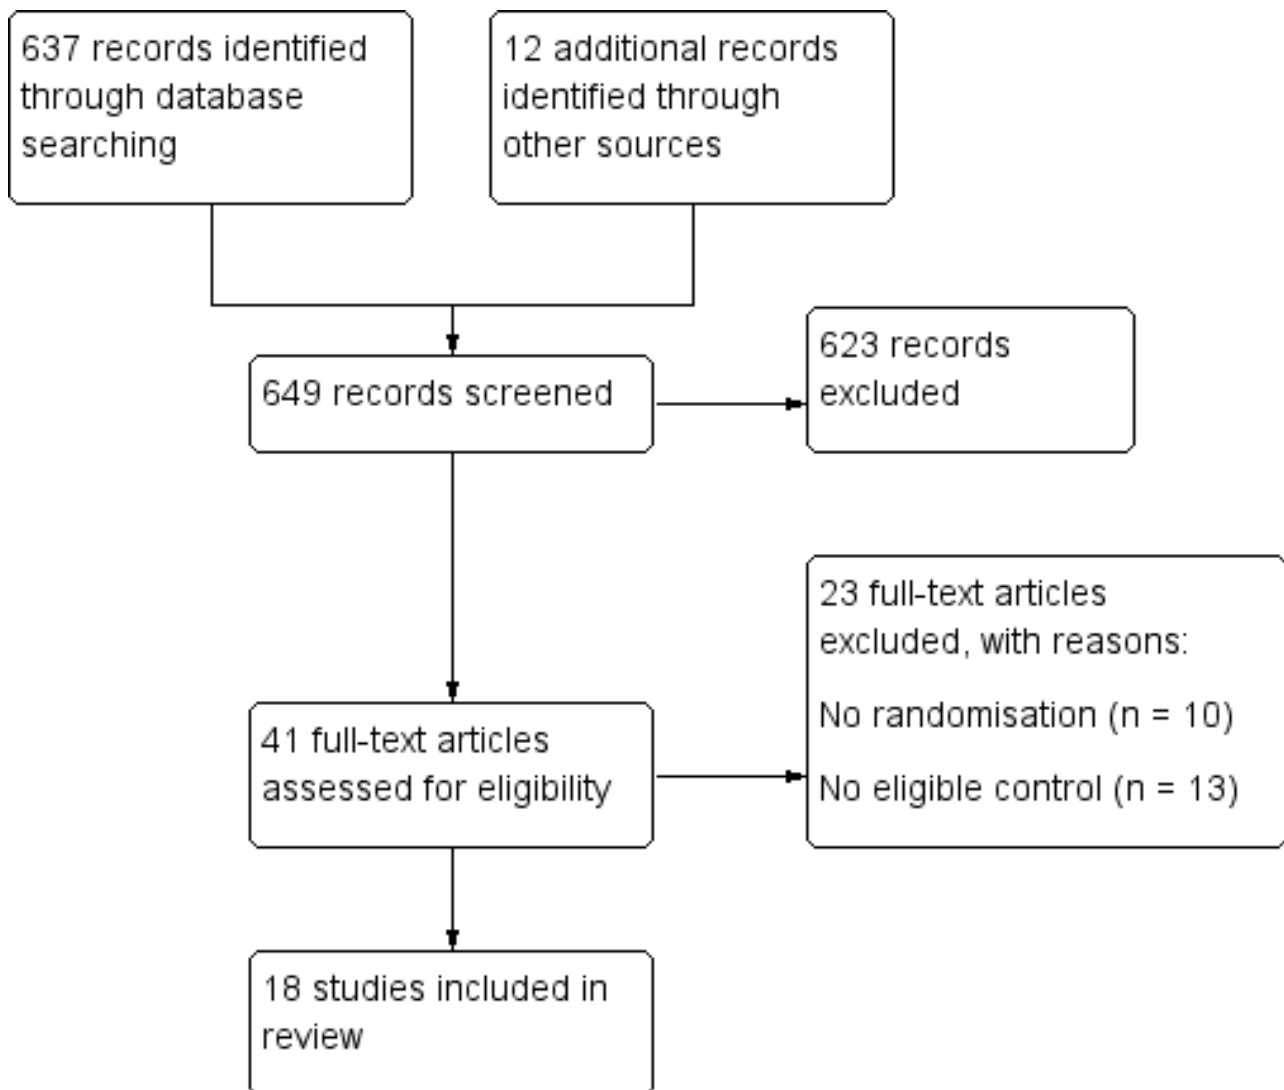 637 records identified
through database
searching
12 additional records
identified through
other sources
649 records screened
623 records
excluded
41 full-text articles
assessed for eligibility
23 full-text articles
excluded, with reasons:
No randomisation (n = 10)
No eligible control (n = 13)
18 studies included in
review